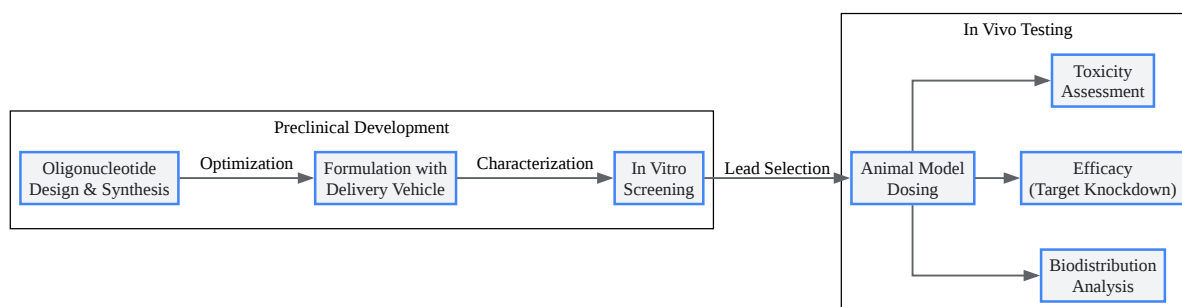 In Vivo Testing
Toxicity
Assessment
Preclinical Development
Oligonucleotide
Design & Synthesis
Optimization
Formulation with
Delivery Vehicle
Characterization
In Vitro
Screening
Lead Selection
Animal Model
Dosing
Efficacy
(Target Knockdown)
Biodistribution
Analysis